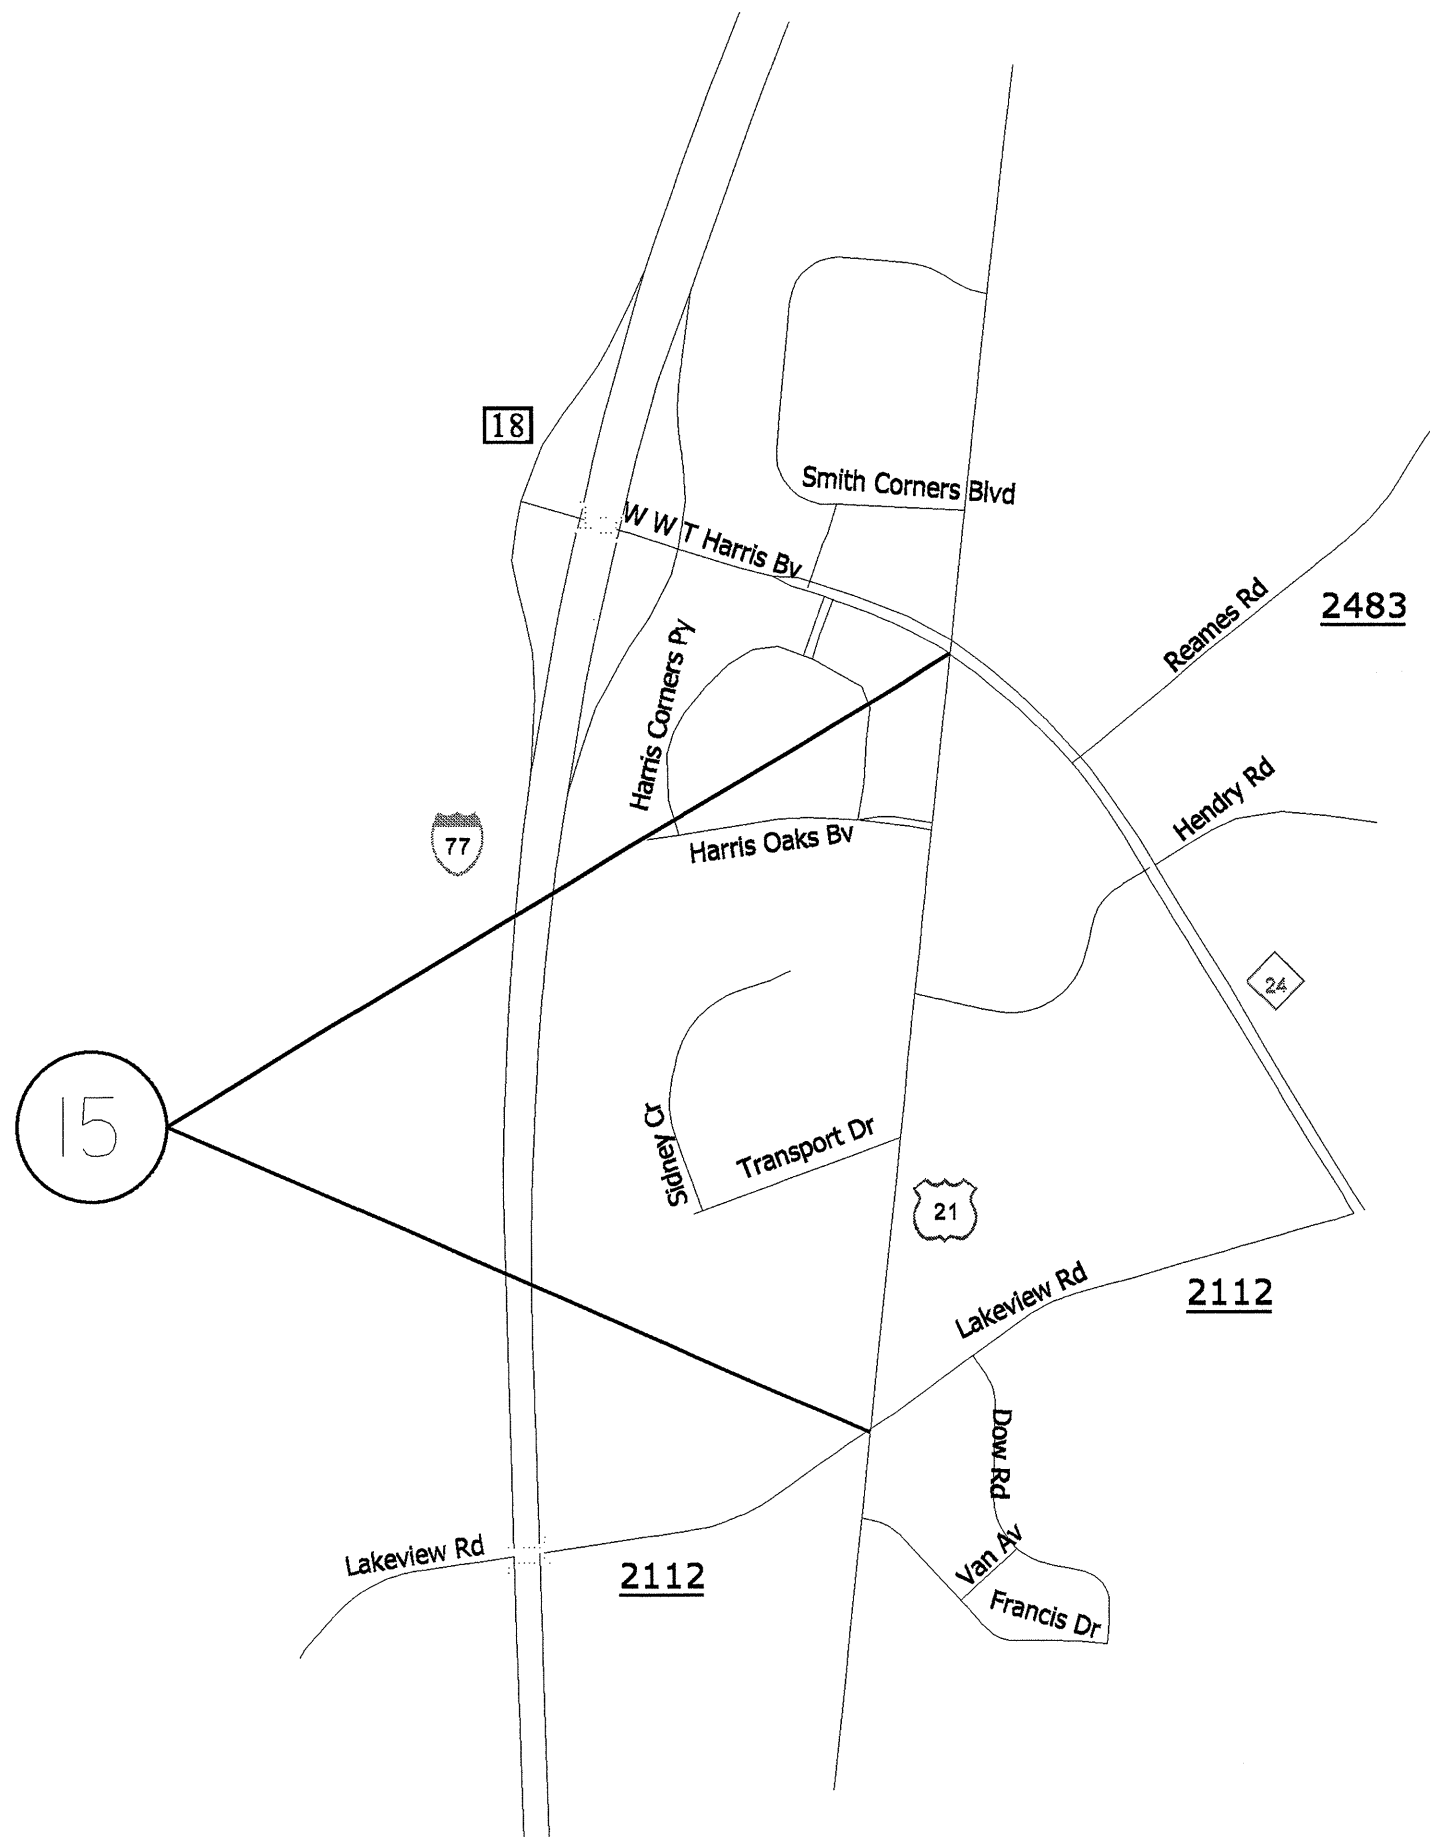 18
Smith Corners Blvd
W W T Harris Bv
Reames Rd
2483
Harris Corners Py
Hendry Rd
77
Harris Oaks Bv
24
15
Sidney Cr
Transport Dr
21
Lakeview Rd
2112
Dow Rd
Lakeview Rd
2112
Van Av
Francis Dr